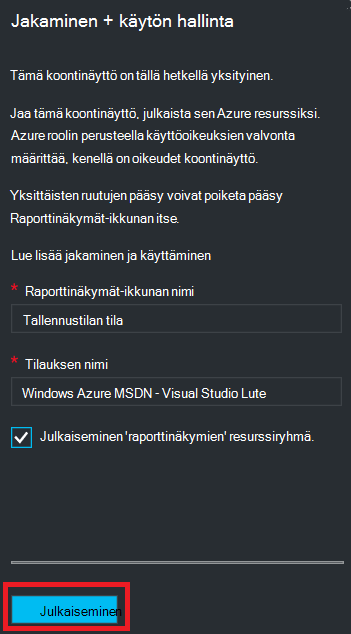 Jakaminen + käytön hallinta
Tämä koontinäyttö on tällä hetkellä yksityinen.
Jaa tämä koontinäyttö, julkaista sen Azure resurssiksi.
Azure roolin perusteella käyttöoikeuksien valvonta
määrittää, kenellä on oikeudet koontinäyttö.
Yksittäisten ruutujen pääsy voivat poiketa pääsy
Raporttinäkymät-ikkunan itse.
Lue lisää jakaminen ja käyttäminen
* Raporttinäkymät-ikkunan nimi
Tallennustilan tila
* Tilauksen nimi
Windows Azure MSDN - Visual Studio Lute
Julkaiseminen 'raporttinäkymien' resurssiryhmä.
Julkaiseminen